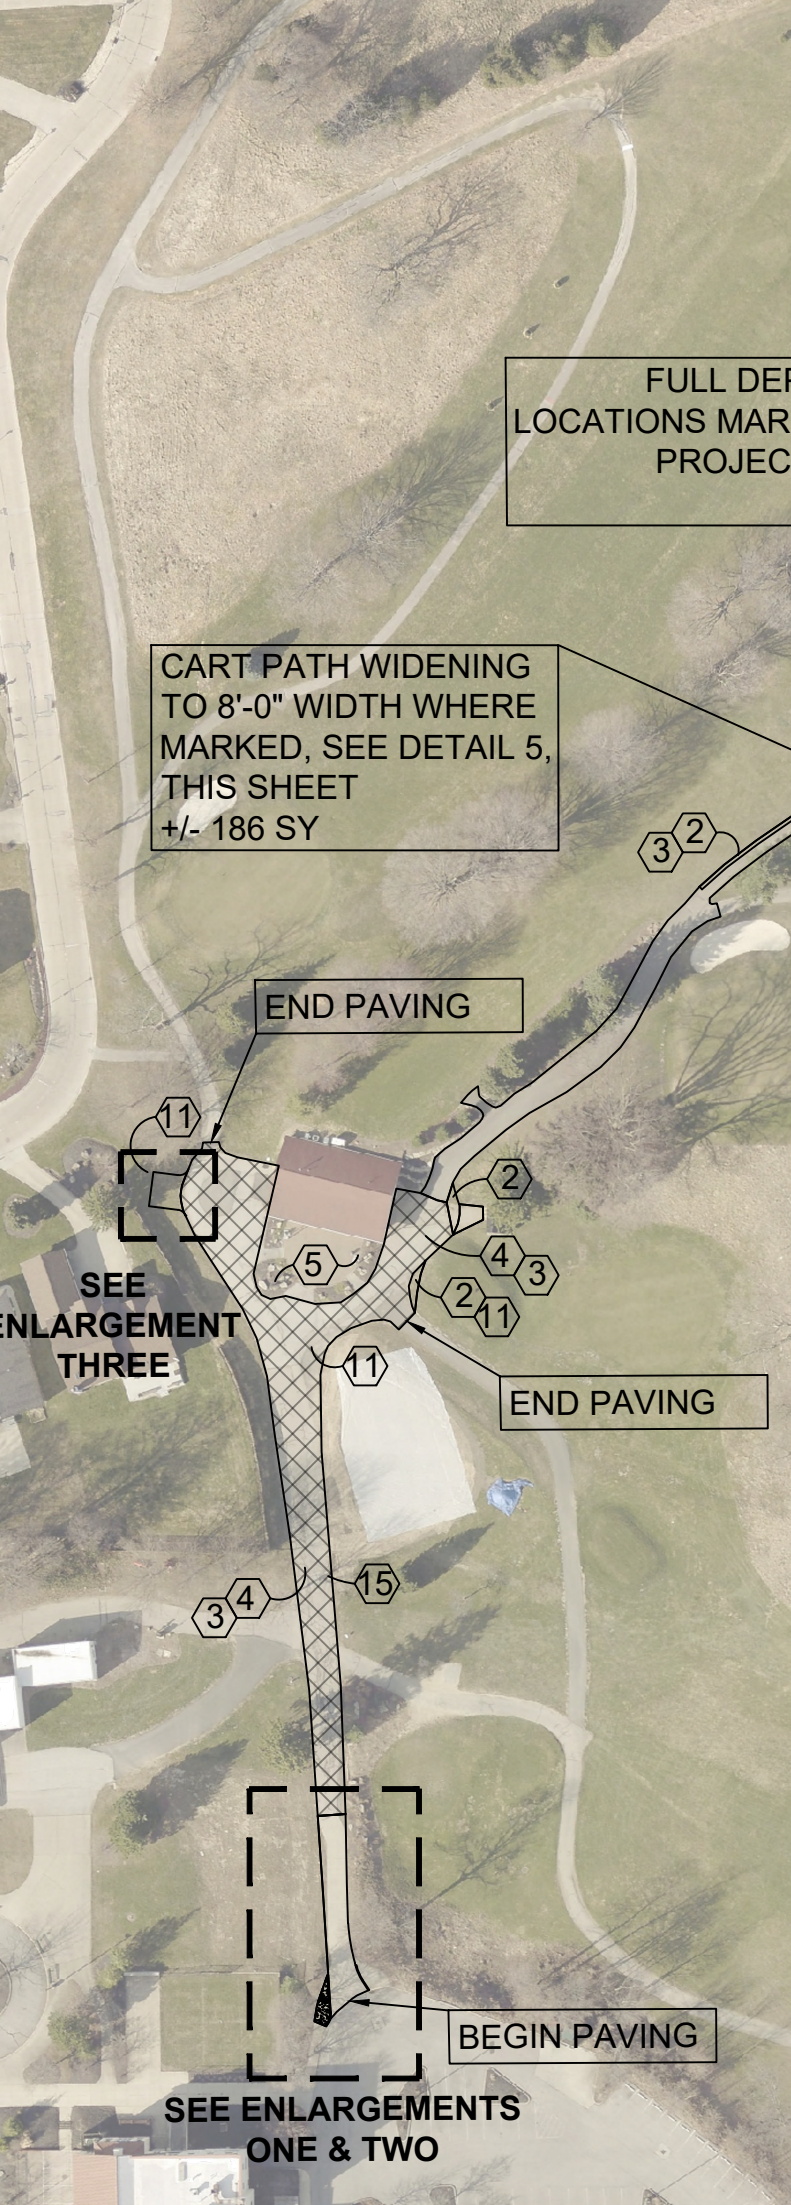 FULL DEP
LOCATIONS MAR
PROJEC
CART PATH WIDENING
TO 8'-0" WIDTH WHERE
MARKED, SEE DETAIL 5,
THIS SHEET
+/- 186 SY
3 2
END PAVING
11
2
4 3
5
2 11
SEE
ENLARGEMENT
THREE
11
END PAVING
3 4
15
BEGIN PAVING
SEE ENLARGEMENTS
ONE & TWO